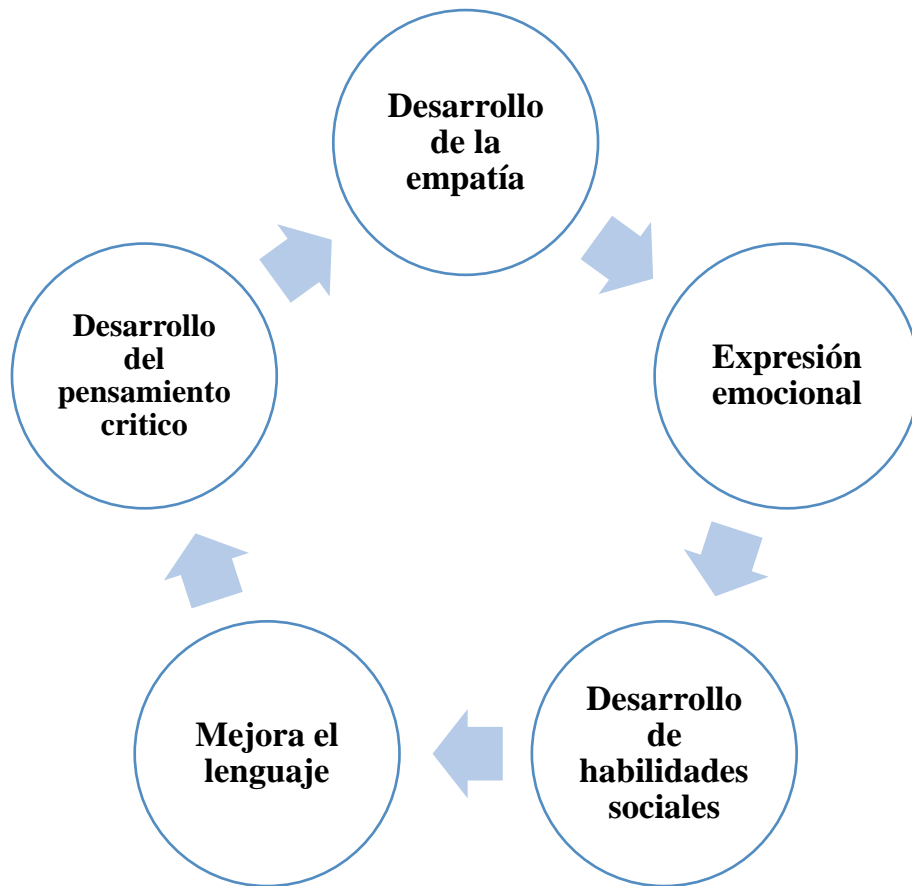 Desarrollo
de la
empatía
Expresión
emocional
Desarrollo
de
habilidades
sociales
Mejora el
lenguaje
Desarrollo
del
pensamiento
critico